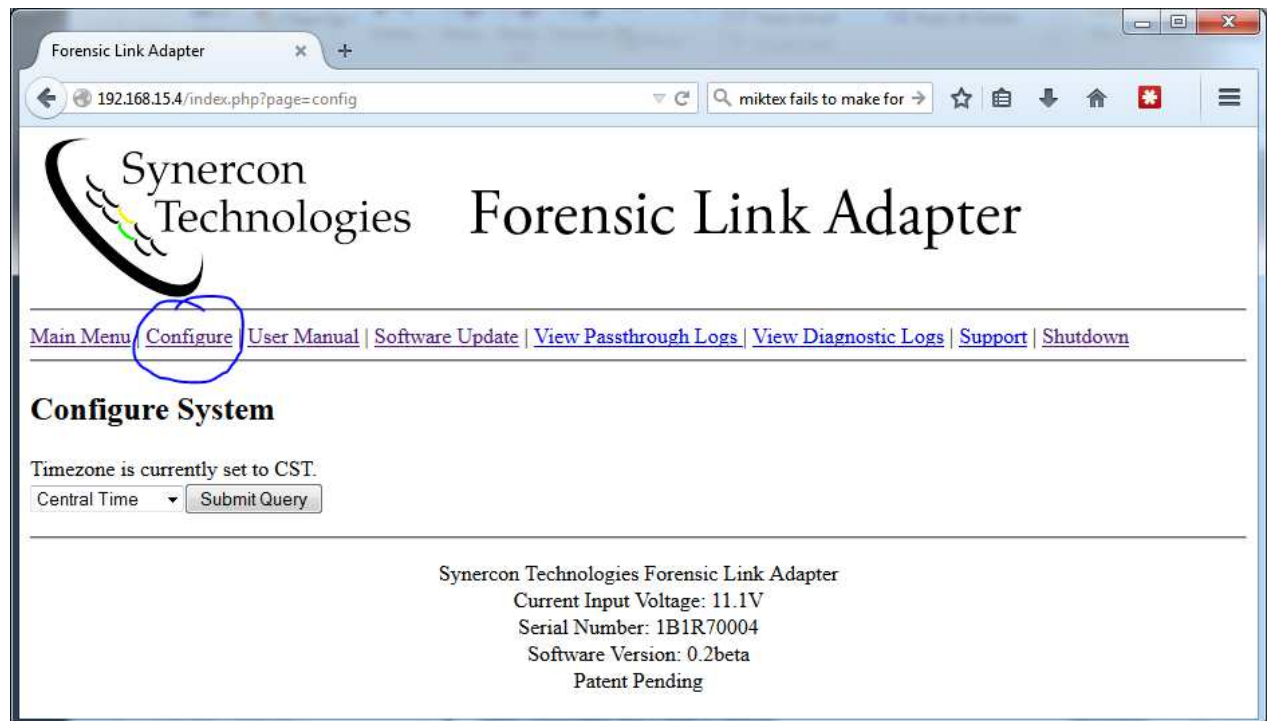 Forensic Link Adapter
192.168.15.4/index.php?page=config
miktex fails to make for
Synercon
Technologies
Forensic Link Adapter
Main Menu | Configure | User Manual | Software Update | View Passthrough Logs | View Diagnostic Logs | Support | Shutdown
Configure System
Timezone is currently set to CST.
Central Time Submit Query
Synercon Technologies Forensic Link Adapter
Current Input Voltage: 11.1V
Serial Number: 1B1R70004
Software Version: 0.2beta
Patent Pending